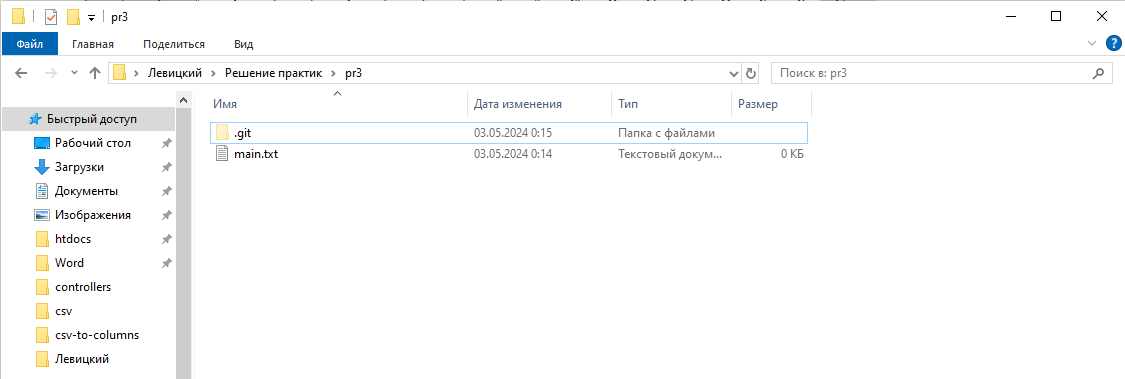 pr3
Файл Главная Поделиться Вид
Левицкий Решение практик pr3 Поиск в: pr3
Имя Дата изменения Тип Размер
Быстрый доступ
.git 03.05.2024 0:15 Папка с файлами
Рабочий стол
main.txt 03.05.2024 0:14 Текстовый докум... 0 КБ
Загрузки
Документы
Изображения
htdocs
Word
controllers
csv
csv-to-columns
Левицкий